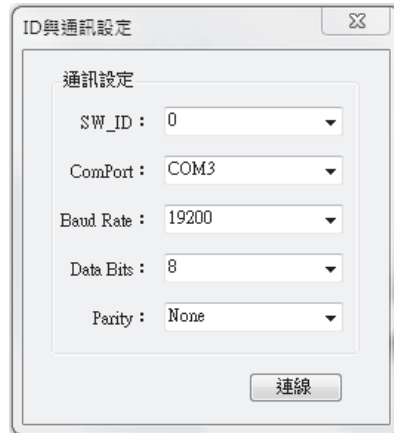 ID與通訊設定
通訊設定
SW_ID： 0
ComPort： COM3
Baud Rate： 19200
Data Bits： 8
Parity： None
連線